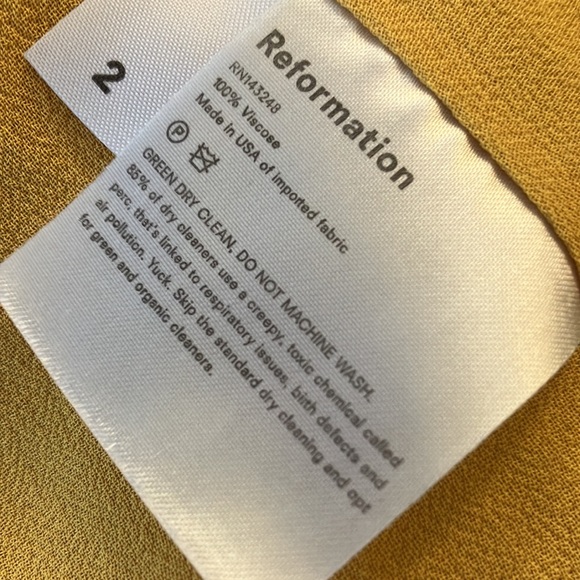 2
Reformation
RN143248
100% Viscose
Made in USA of imported fabric
P
GREEN DRY CLEAN, DO NOT MACHINE WASH.
85% of dry cleaners use a creepy, toxic chemical called
perc, that's linked to respiratory issues, birth defects and
air pollution. Yuck. Skip the standard dry cleaning and opt
for green and organic cleaners.